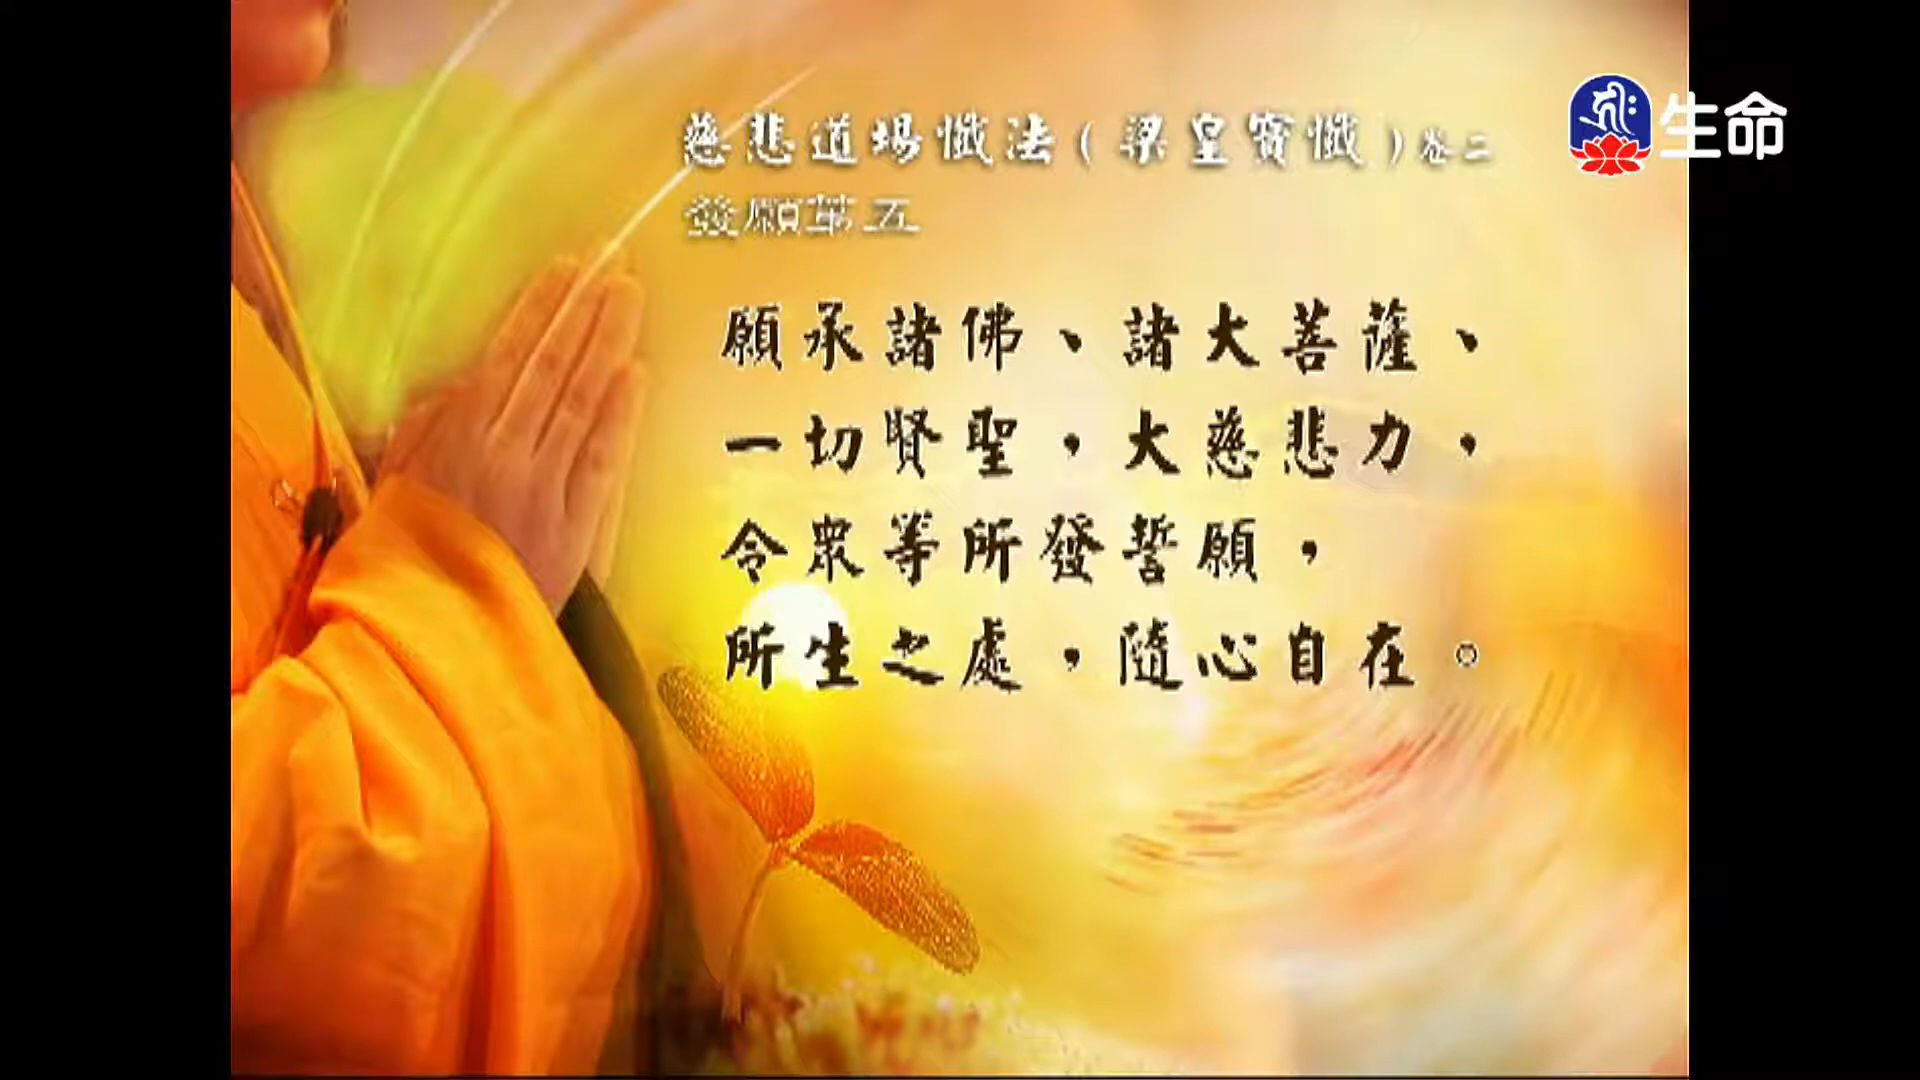 慈悲道場懺法(梁皇寶懺)卷二
發願第五
願承諸佛、諸大菩薩、
一切賢聖,大慈悲力,
令眾等所發誓願,
所生之處,隨心自在。
生命